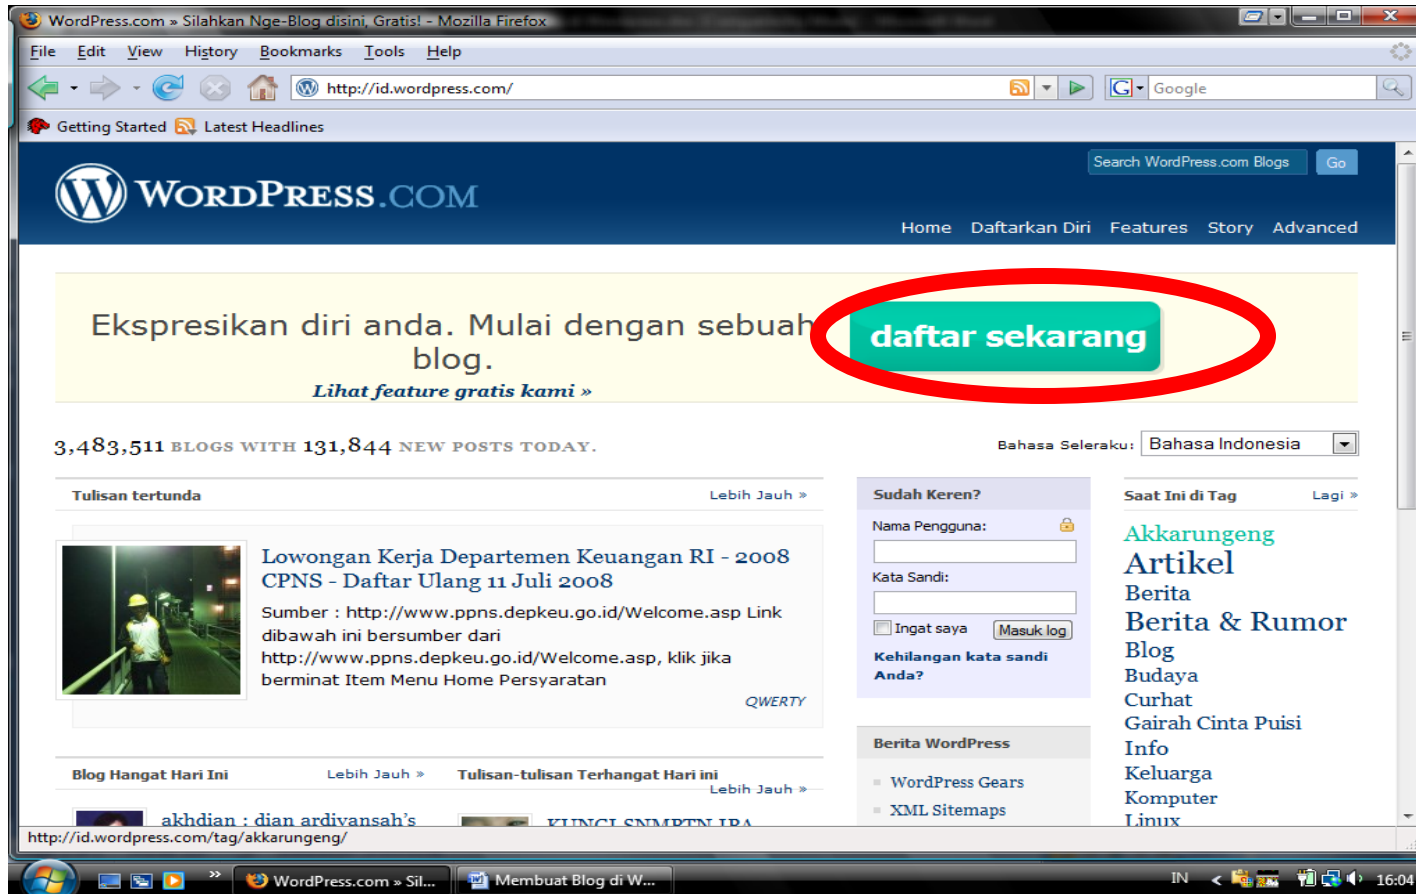 WordPress.com » Silahkan Nge-Blog disini, Gratis! - Mozilla Firefox
File Edit View History Bookmarks Tools Help
http://id.wordpress.com/
G Google
Getting Started Latest Headlines
Search WordPress.com Blogs Go
WORDPRESS.COM
Home Daftarkan Diri Features Story Advanced
Ekspresikan diri anda. Mulai dengan sebuah
blog.
Lihat feature gratis kami »
daftar sekarang
3,483,511 BLOGS WITH 131,844 NEW POSTS TODAY.
Bahasa Seleraku: Bahasa Indonesia
Tulisan tertunda Lebih Jauh »
Lowongan Kerja Departemen Keuangan RI - 2008
CPNS - Daftar Ulang 11 Juli 2008
Sumber : http://www.ppns.depkeu.go.id/Welcome.asp Link
dibawah ini bersumber dari
http://www.ppns.depkeu.go.id/Welcome.asp, klik jika
berminat Item Menu Home Persyaratan
QWERTY
Blog Hangat Hari Ini Lebih Jauh »
akhdian : dian ardiyansah's
Tulisan-tulisan Terhangat Hari ini
Lebih Jauh »
KUNCI SNMPTN IPA
Sudah Keren?
Nama Pengguna:
Kata Sandi:
Ingat saya Masuk log
Kehilangan kata sandi
Anda?
Berita WordPress
WordPress Gears
XML Sitemaps
Saat Ini di Tag Lagi »
Akkarungeng
Artikel
Berita
Berita & Rumor
Blog
Budaya
Curhat
Gairah Cinta Puisi
Info
Keluarga
Komputer
Linux
http://id.wordpress.com/tag/akkarungeng/
WordPress.com » Sil... Membuat Blog di W... IN 16:04